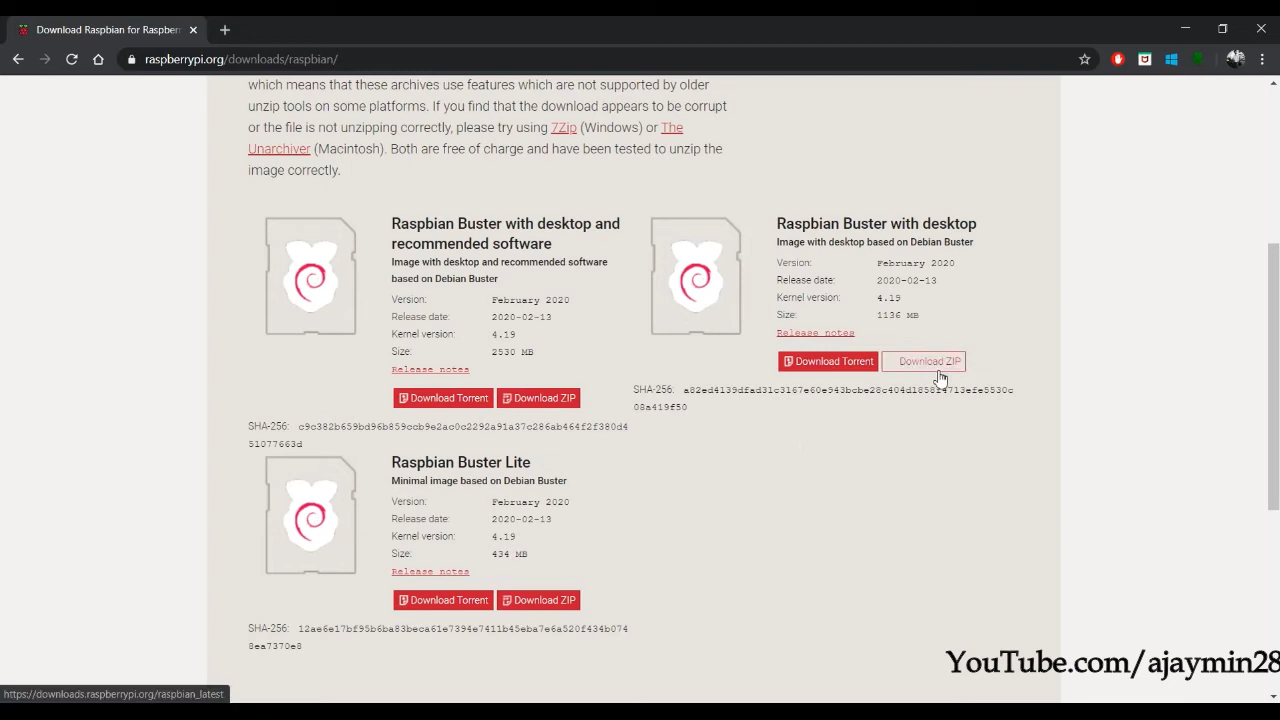 Download Raspbian for Raspberr
raspberrypi.org/downloads/raspbian/
which means that these archives use features which are not supported by older
unzip tools on some platforms. If you find that the download appears to be corrupt
or the file is not unzipping correctly, please try using 7Zip (Windows) or The
Unarchiver (Macintosh). Both are free of charge and have been tested to unzip the
image correctly.
Raspbian Buster with desktop and
recommended software
Image with desktop and recommended software
based on Debian Buster
Version: February 2020
Release date: 2020-02-13
Kernel version: 4.19
Size: 2530 MB
Release notes
Download Torrent Download ZIP
SHA-256: c9c382b659bd96b859ccb9e2ac0c2292a91a37c286ab464f2f380d4
51077663d
Raspbian Buster with desktop
Image with desktop based on Debian Buster
Version: February 2020
Release date: 2020-02-13
Kernel version: 4.19
Size: 1136 MB
Release notes
Download Torrent Download ZIP
SHA-256:
08a419f50
Raspbian Buster Lite
Minimal image based on Debian Buster
Version: February 2020
Release date: 2020-02-13
Kernel version: 4.19
Size: 434 MB
Release notes
Download Torrent Download ZIP
SHA-256: 12ae6e17bf95b6ba83beca61e7394e7411b45eba7e6a520f434b074
8ea7370e8
YouTube.com/ajaymin28
https://downloads.raspberrypi.org/raspbian_latest